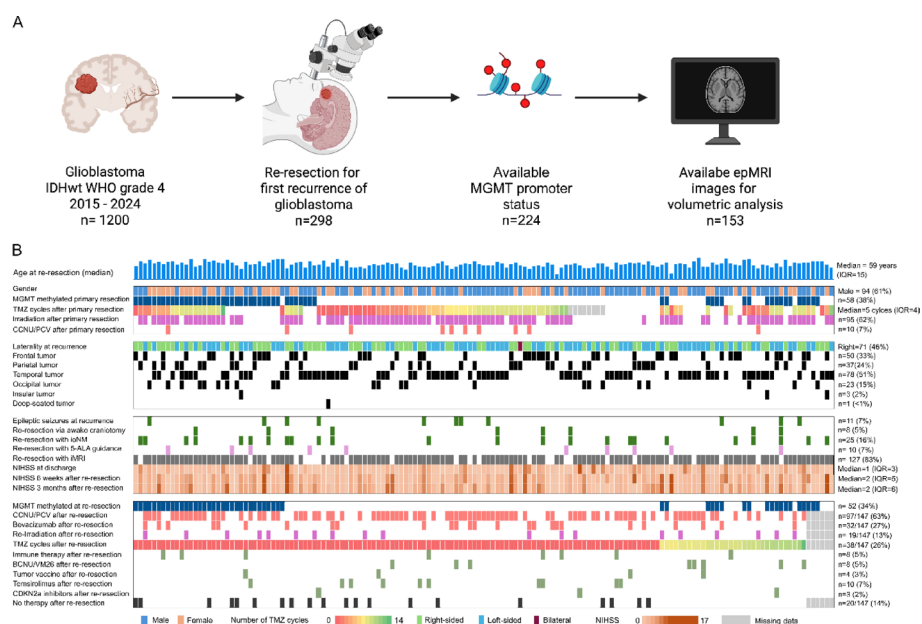 A
Glioblastoma
IDHwt WHO grade 4
2015 - 2024
n= 1200
Re-resection for
first recurrence of
glioblastoma
n=298
Available
MGMT promoter
status
n=224
Availabe epMRI
images for
volumetric analysis
n=153
B
Age at re-resection (median)
Median = 59 years
(IQR=15)
Gender
Male = 94 (61%)
MGMT methylated primary resection
n=58 (38%)
TMZ cycles after primary resection
Median=5 cylces (IQR=4)
Irradiation after primary resection
n=95 (62%)
CCNU/PCV after primary resection
n=10 (7%)
Laterality at recurrence
Right=71 (46%)
Frontal tumor
n=50 (33%)
Parietal tumor
n=37(24%)
Temporal tumor
n=78 (51%)
Occipital tumor
n=23 (15%)
Insular tumor
n=3 (2%)
Deep-seated tumor
n=1 (<1%)
Epileptic seizures at recurrence
n=11 (7%)
Re-resection via awake craniotomy
n=8 (5%)
Re-resection with ioNM
n=25 (16%)
Re-resection with 5-ALA guidance
n= 10 (7%)
Re-resection with iMRI
n= 127 (83%)
NIHSS at discharge
Median=1 (IQR=3)
NIHSS 6 weeks after re-resection
Median=2 (IQR=5)
NIHSS 3 months after re-resection
Median=2 (IQR=6)
MGMT methylated at re-resection
n= 52 (34%)
CCNU/PCV after re-resection
n=97/147 (63%)
Bevacizumab after re-resection
n=32/147 (27%)
Re-Irradiation after re-resection
n= 19/147 (13%)
TMZ cycles after re-resection
n=38/147 (26%)
Immune therapy after re-resection
n=8 (5%)
BCNU/VM26 after re-resection
n=8 (5%)
Tumor vaccine after re-resection
n=4 (3%)
Temsirolimus after re-resection
n=10 (7%)
CDKN2a inhibitors after re-resection
n=3 (2%)
No therapy after re-resection
n=20/147 (14%)
Male Female Number of TMZ cycles 0 14 Right-sided Left-sided Bilateral NIHSS 0 17 Missing data